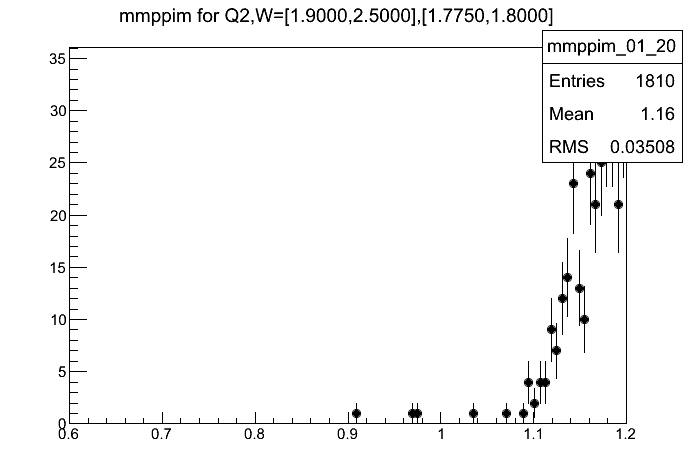 mmppim for Q2,W=[1.9000,2.5000],[1.7750,1.8000]
mmppim_01_20
Entries 1810
Mean 1.16
RMS 0.03508
35
30
25
20
15
10
5
0
0.6 0.7 0.8 0.9 1 1.1 1.2